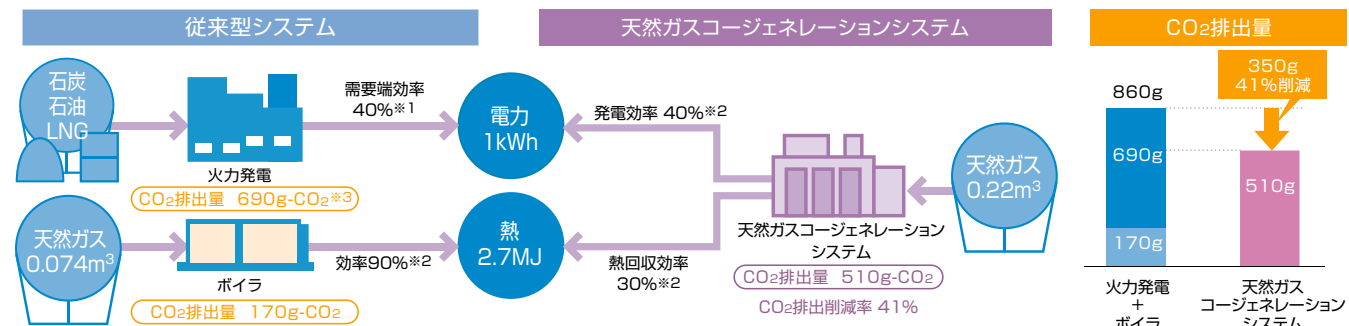 従来型システム
天然ガスコージェネレーションシステム
CO2排出量
石炭
石油
LNG
火力発電
CO2排出量 690g-CO2※3
需要端効率
40%※1
電力
1kWh
発電効率 40%※2
天然ガス
0.074m3
ボイラ
CO2排出量 170g-CO2
効率90%※2
熱
2.7MJ
熱回収効率
30%※2
天然ガスコージェネレーション
システム
CO2排出量 510g-CO2
CO2排出削減率 41%
天然ガス
0.22m3
350g
41%削減
860g
690g
170g
510g
火力発電
+
ボイラ
天然ガス
コージェネレーション
システム